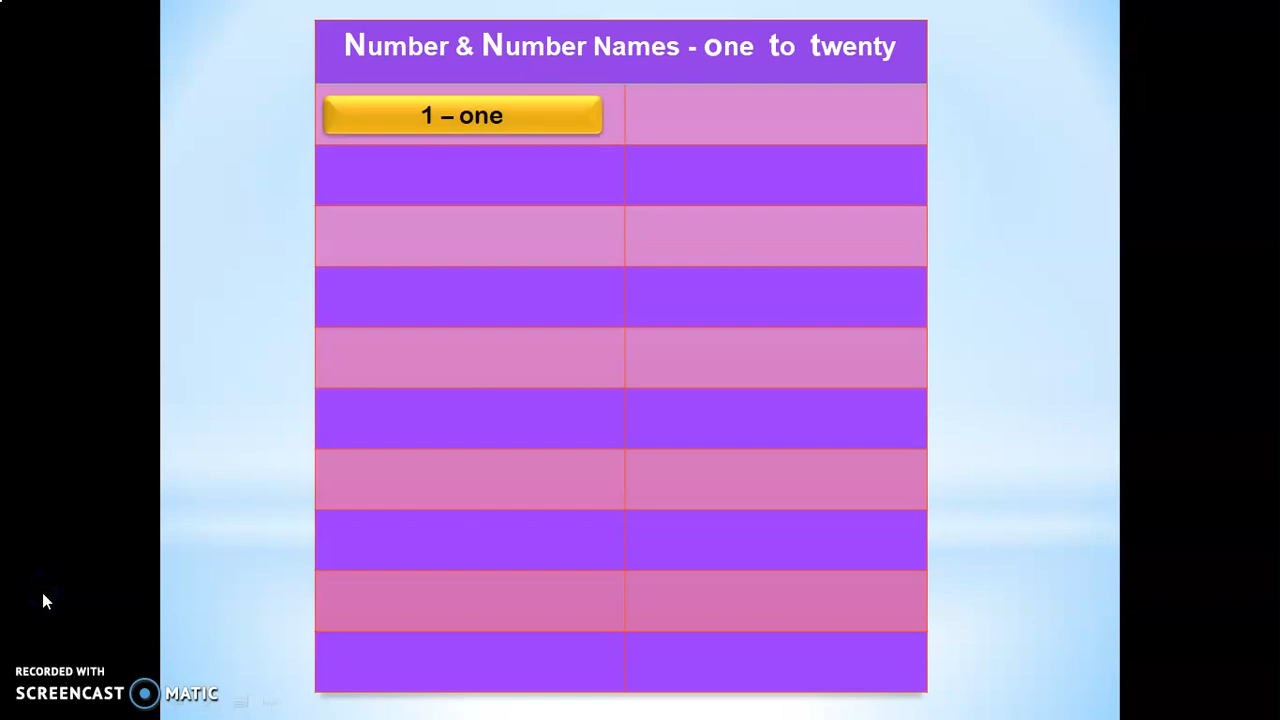 Number & Number Names - one to twenty
1 – one
RECORDED WITH
SCREENCAST MATIC